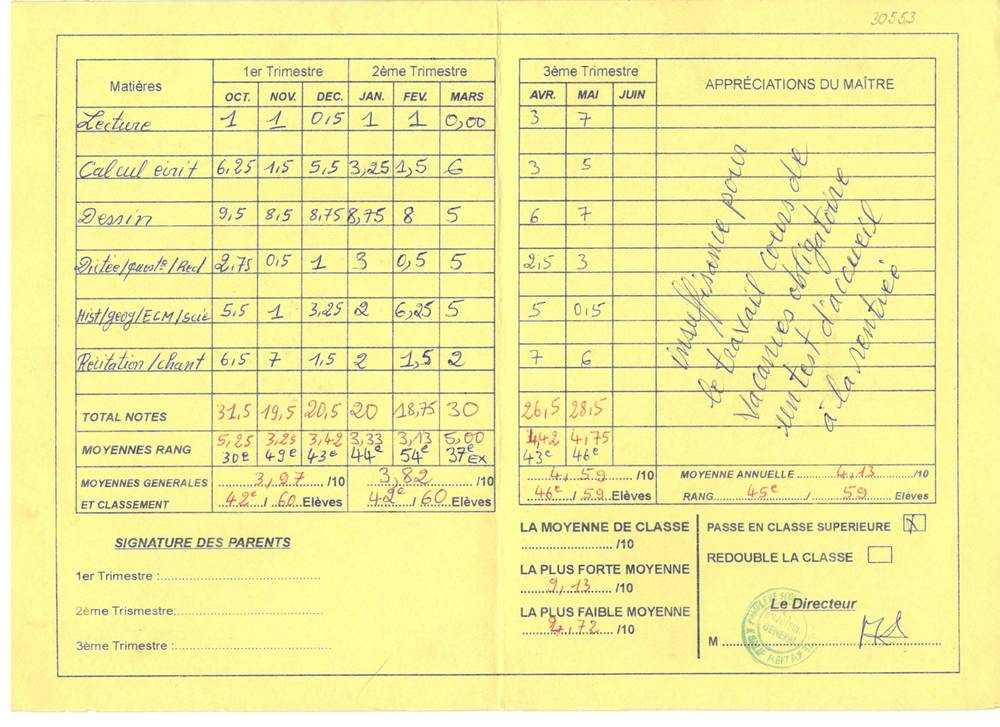 30553
Matières 1er Trimestre 2ème Trimestre 3ème Trimestre APPRÉCIATIONS DU MAÎTRE
OCT. NOV. DEC. JAN. FEV. MARS AVR. MAI JUIN
Lecture 1 1 0,5 1 1 0,00 3 7
Calcul écrit 6,25 1,5 5,5 3,25 1,5 6 3 5
Dessin 9,5 8,5 8,75 8,75 8 5 6 7
Dictée/quest°/Red 2,75 0,5 1 3 0,5 5 2,5 3
Hist/geog/ECM/scie 5,5 1 3,25 2 6,25 5 5 0,5
Récitation/chant 6,5 7 1,5 2 1,5 2 7 6
insuffisance pour
le travail cours de
vacances obligatoire
d'accueil
à la rentrée
TOTAL NOTES 31,5 19,5 20,5 20 18,75 30 26,5 28,5
MOYENNES RANG 5,25 3,25 3,42 3,33 3,13 5,00 4,42 4,75
30e 49e 43e 44e 54e 37e EX 43e 46e
MOYENNES GENERALES 3,97 /10 3,82 /10 4,59 /10 MOYENNE ANNUELLE 4,13 /10
ET CLASSEMENT 42e / 60 Elèves 42e / 60 Elèves 46e / 59 Elèves RANG 45e / 59 Elèves
SIGNATURE DES PARENTS
1er Trimestre :
2ème Trismestre:
3ème Trimestre :
LA MOYENNE DE CLASSE
/10
LA PLUS FORTE MOYENNE
9,13 /10
LA PLUS FAIBLE MOYENNE
2,72 /10
PASSE EN CLASSE SUPERIEURE X
REDOUBLE LA CLASSE
Le Directeur
M